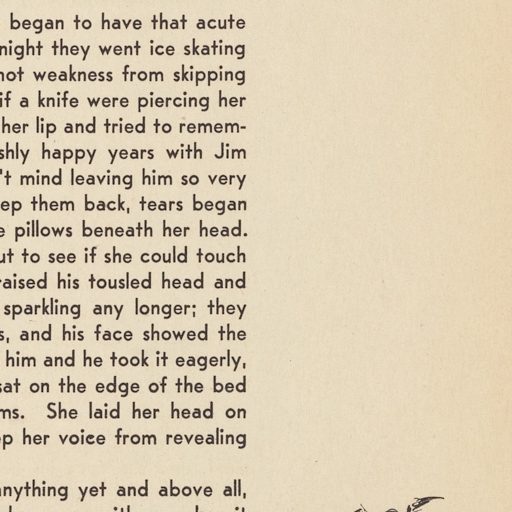 began to have that acute
night they went ice skating
not weakness from skipping
if a knife were piercing her
her lip and tried to remem-
shly happy years with Jim
't mind leaving him so very
ep them back, tears began
e pillows beneath her head.
ut to see if she could touch
raised his tousled head and
sparkling any longer; they
s, and his face showed the
him and he took it eagerly,
sat on the edge of the bed
ms. She laid her head on
ep her voice from revealing
anything yet and above all,